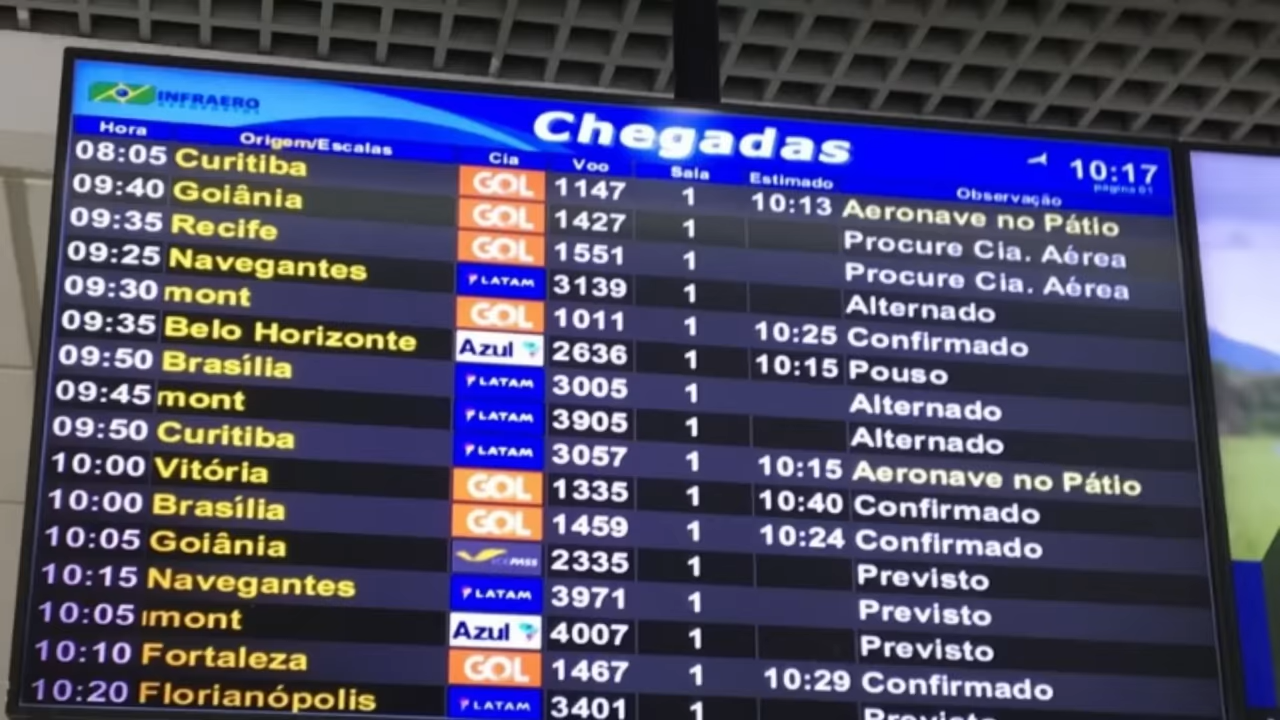 INFRAERO
AEROPORTOS
Chegadas
10:17
página 01
Hora Origem/Escalas Cia Voo Sala Estimado Observação
08:05 Curitiba GOL 1147 1 10:13 Aeronave no Pátio
09:40 Goiânia GOL 1427 1 Procure Cia. Aérea
09:35 Recife GOL 1551 1 Procure Cia. Aérea
09:25 Navegantes LATAM 3139 1 Alternado
09:30 mont GOL 1011 1 10:25 Confirmado
09:35 Belo Horizonte Azul 2636 1 10:15 Pouso
09:50 Brasília LATAM 3005 1 Alternado
09:45 mont LATAM 3905 1 Alternado
09:50 Curitiba LATAM 3057 1 10:15 Aeronave no Pátio
10:00 Vitória GOL 1335 1 10:40 Confirmado
10:00 Brasília GOL 1459 1 10:24 Confirmado
10:05 Goiânia 2335 1 Previsto
10:15 Navegantes LATAM 3971 1 Previsto
10:05 mont Azul 4007 1 Previsto
10:10 Fortaleza GOL 1467 1 10:29 Confirmado
10:20 Florianópolis LATAM 3401 1 Previsto